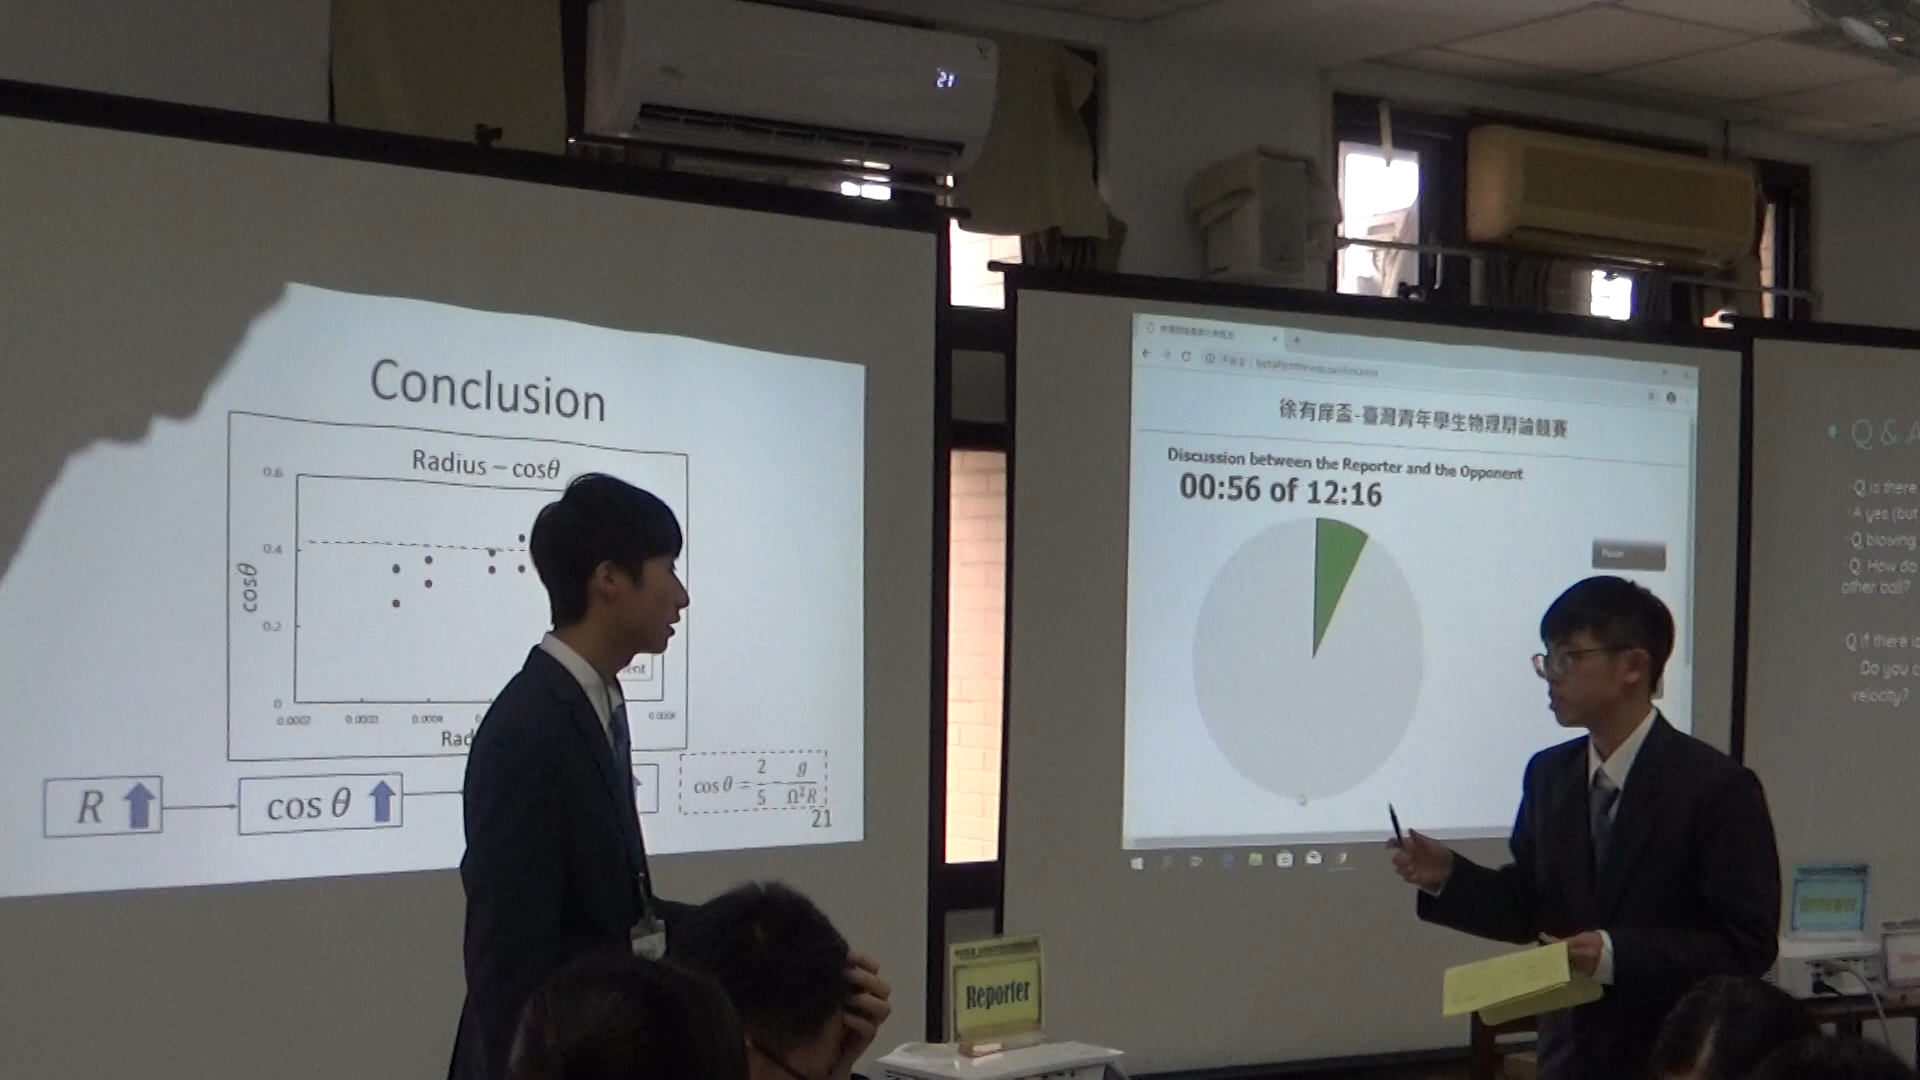 21
Conclusion
Radius – cosθ
0.6
0.4
0.2
0
cosθ
0.0002
0.0003
0.0004
Rad
R
cos θ
cos θ = 2/5 - g/Ω²R
21
徐有庠盃-臺灣青年學生物理辯論競賽
Discussion between the Reporter and the Opponent
00:56 of 12:16
Pause
Q & A
Q is there
A yes (but
Q blowing
Q How do
other ball?
Q if there is
Do you c
velocity?
Reporter